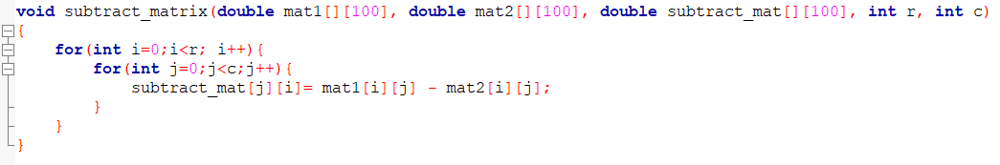 void subtract_matrix(double mat1[][100], double mat2[][100], double subtract_mat[][100], int r, int c)
{
    for(int i=0;i<r; i++){
        for(int j=0;j<c;j++){
            subtract_mat[j][i]= mat1[i][j] - mat2[i][j];
        }
    }
}